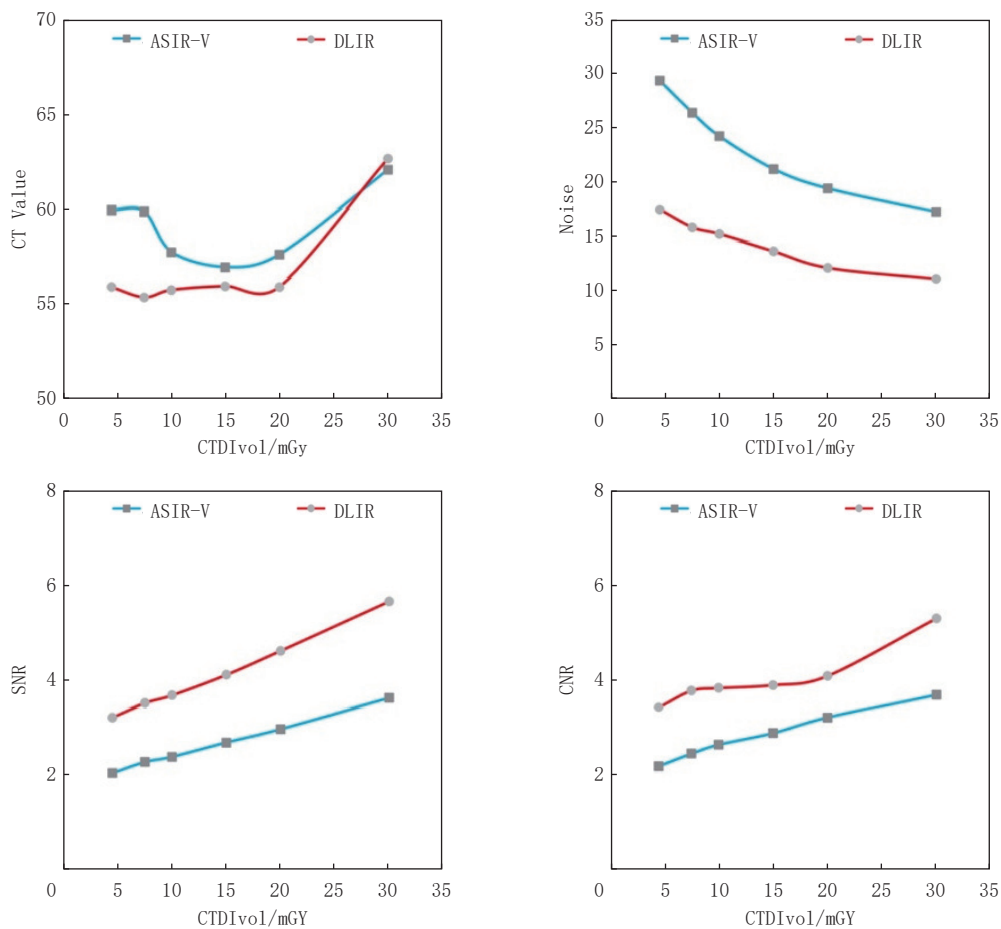 70
ASIR-V DLIR
65
60
55
50
CT Value
0 5 10 15 20 25 30 35
CTDIvol/mGy
35
ASIR-V DLIR
30
25
20
15
10
5
Noise
0 5 10 15 20 25 30 35
CTDIvol/mGy
8
ASIR-V DLIR
6
4
2
SNR
0 5 10 15 20 25 30 35
CTDIvol/mGY
8
ASIR-V DLIR
6
4
2
CNR
0 5 10 15 20 25 30 35
CTDIvol/mGY